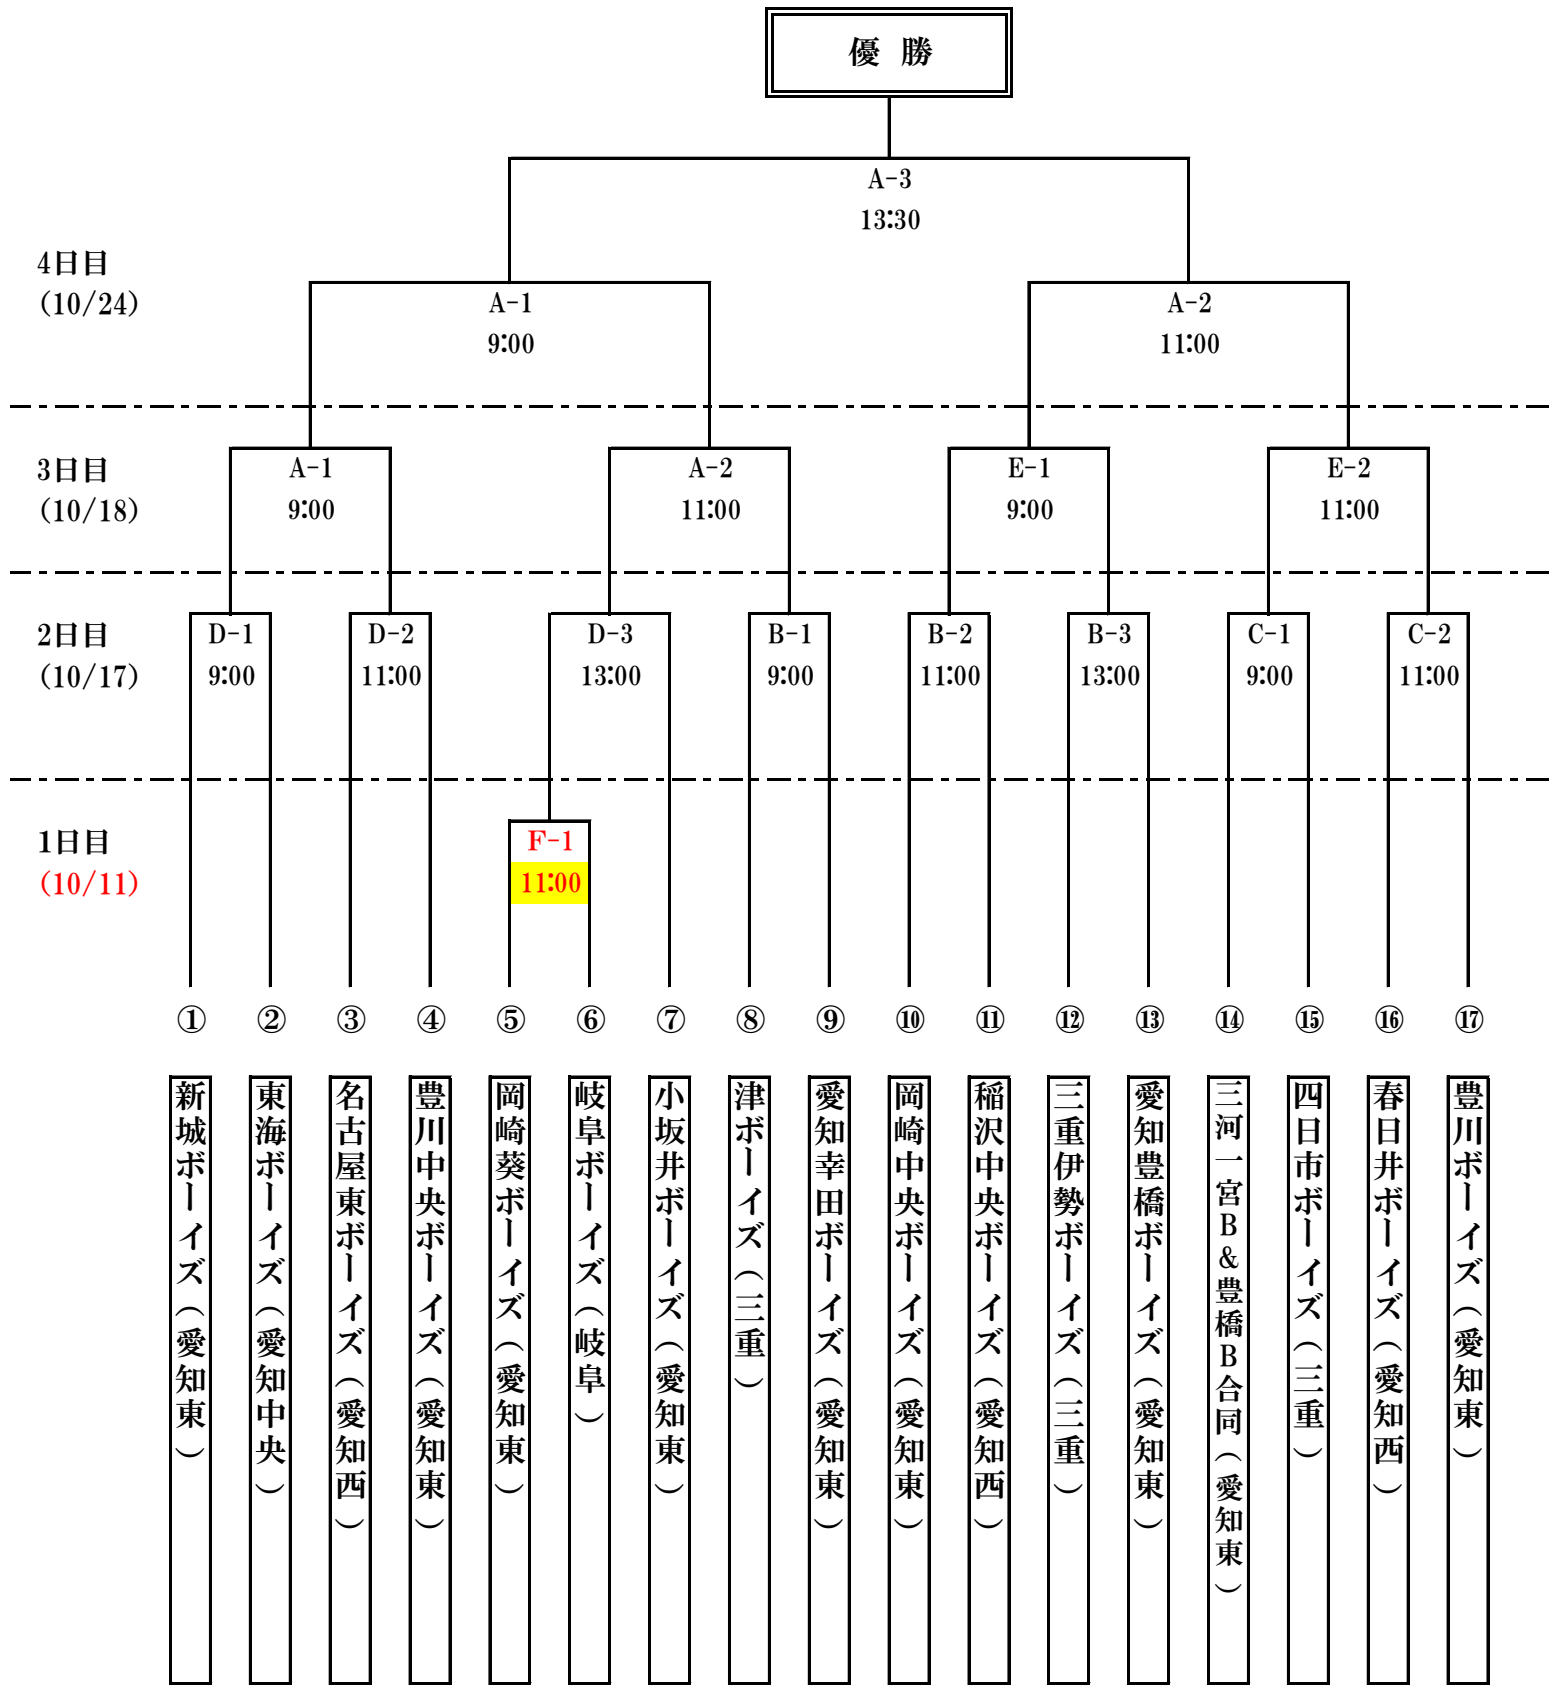 優 勝
A-3
13:30
4日目
(10/24)
A-1
9:00
A-2
11:00
3日目
(10/18)
A-1
9:00
A-2
11:00
E-1
9:00
E-2
11:00
2日目
(10/17)
D-1
9:00
D-2
11:00
D-3
13:00
B-1
9:00
B-2
11:00
B-3
13:00
C-1
9:00
C-2
11:00
1日目
(10/11)
F-1
11:00
①
②
③
④
⑤
⑥
⑦
⑧
⑨
⑩
⑪
⑫
⑬
⑭
⑮
⑯
⑰
新城ボーイズ(愛知東)
東海ボーイズ(愛知中央)
名古屋東ボーイズ(愛知西)
豊川中央ボーイズ(愛知東)
岡崎葵ボーイズ(愛知東)
岐阜ボーイズ(岐阜)
小坂井ボーイズ(愛知東)
津ボーイズ(三重)
愛知幸田ボーイズ(愛知東)
岡崎中央ボーイズ(愛知東)
稲沢中央ボーイズ(愛知西)
三重伊勢ボーイズ(三重)
愛知豊橋ボーイズ(愛知東)
三河一宮B&豊橋B合同(愛知東)
四日市ボーイズ(三重)
春日井ボーイズ(愛知西)
豊川ボーイズ(愛知東)